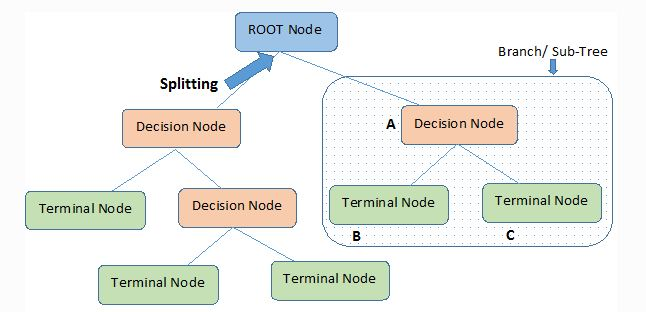 ROOT Node
Branch/ Sub-Tree
Splitting
Decision Node
A
Decision Node
Terminal Node
Decision Node
Terminal Node
Terminal Node
B
C
Terminal Node
Terminal Node